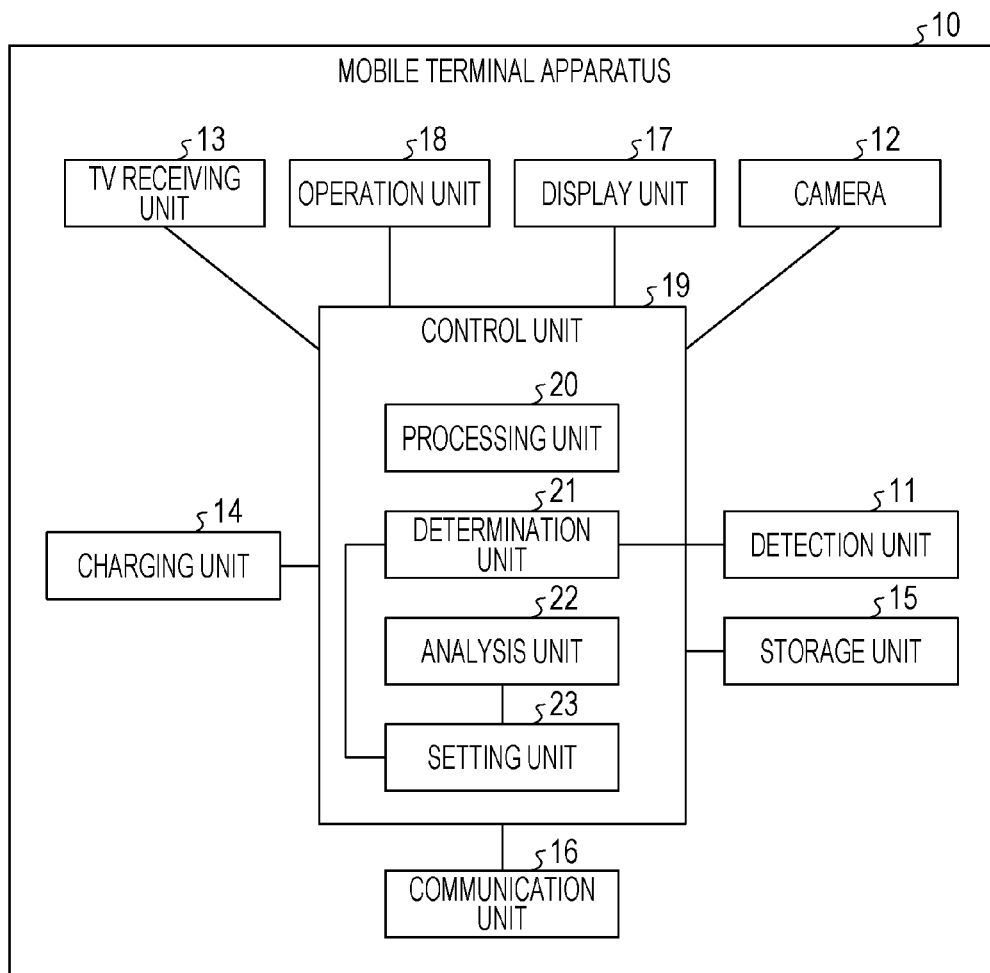 10
MOBILE TERMINAL APPARATUS
13
TV RECEIVING
UNIT
18
OPERATION UNIT
17
DISPLAY UNIT
12
CAMERA
19
CONTROL UNIT
20
PROCESSING UNIT
21
DETERMINATION
UNIT
11
DETECTION UNIT
14
CHARGING UNIT
22
ANALYSIS UNIT
15
STORAGE UNIT
23
SETTING UNIT
16
COMMUNICATION
UNIT